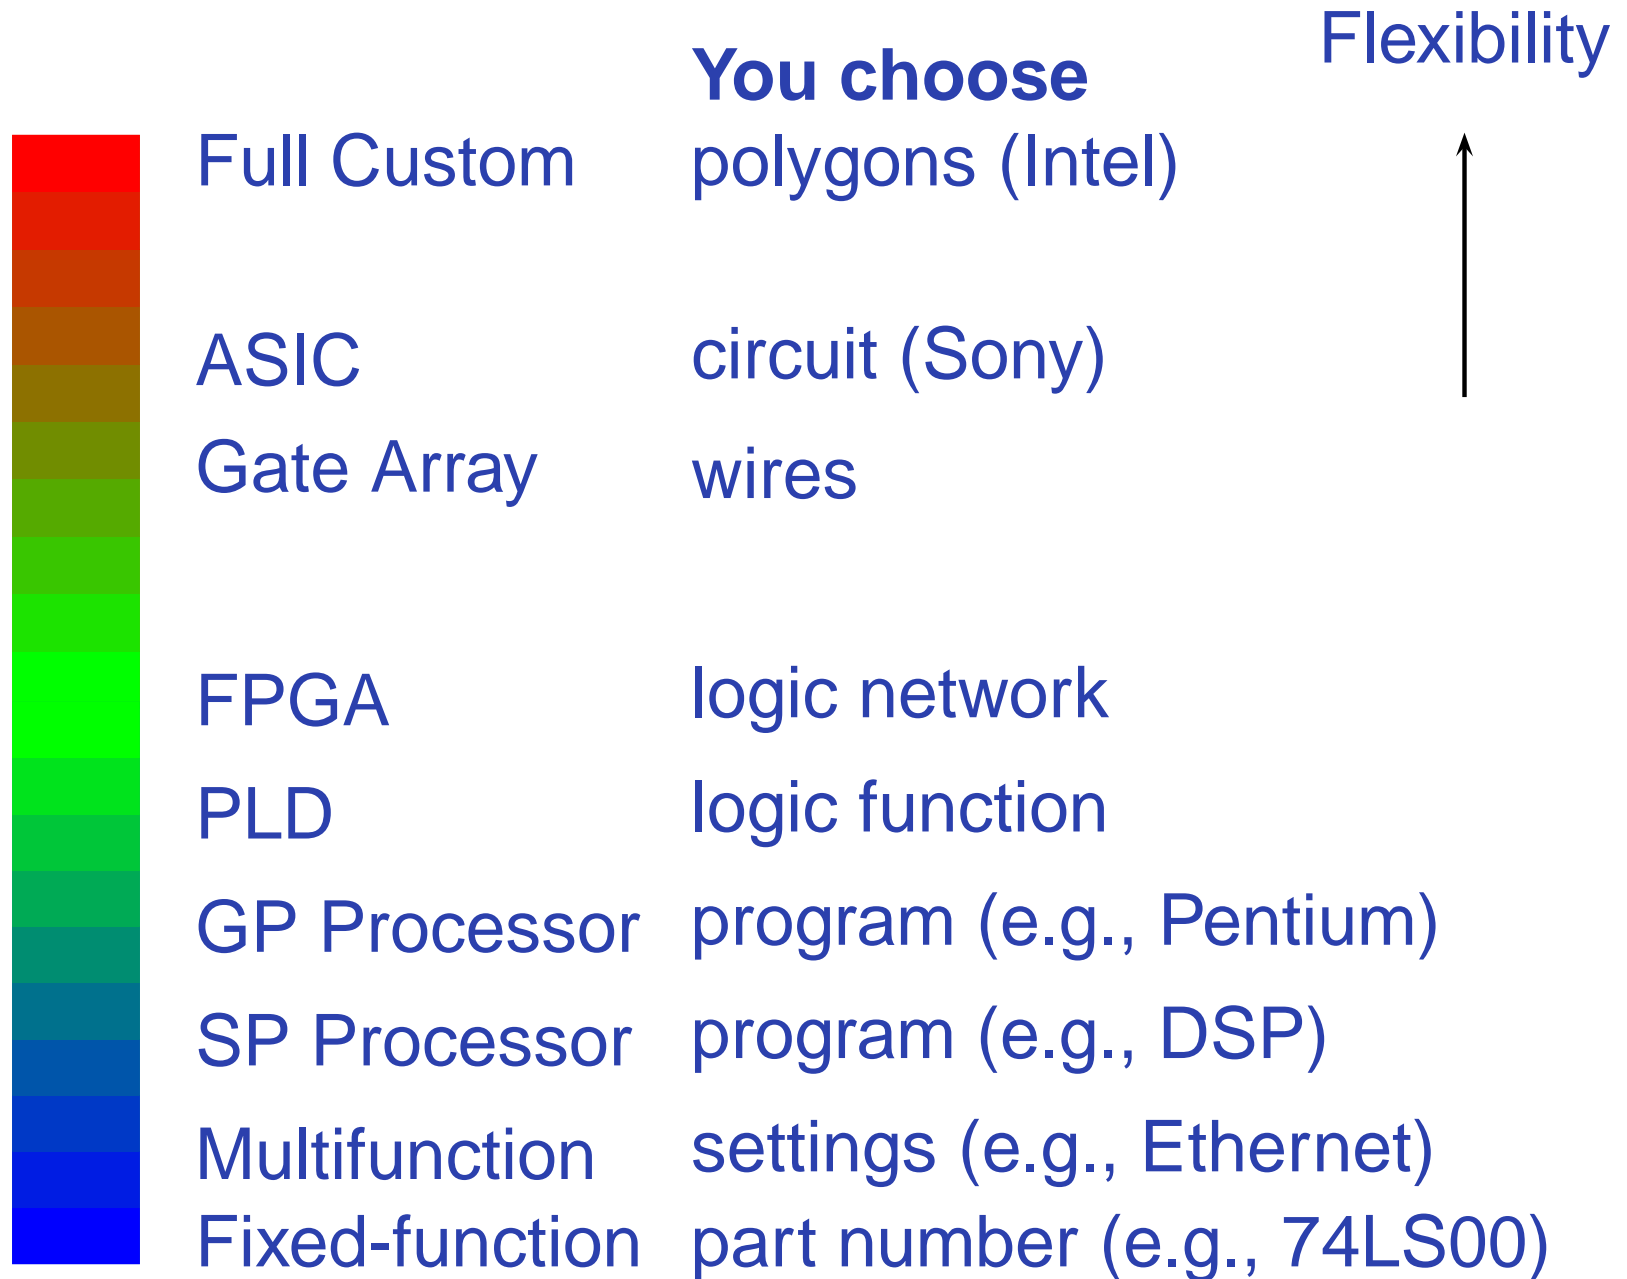 Flexibility
You choose
Full Custom polygons (Intel)
ASIC circuit (Sony)
Gate Array wires
FPGA logic network
PLD logic function
GP Processor program (e.g., Pentium)
SP Processor program (e.g., DSP)
Multifunction settings (e.g., Ethernet)
Fixed-function part number (e.g., 74LS00)